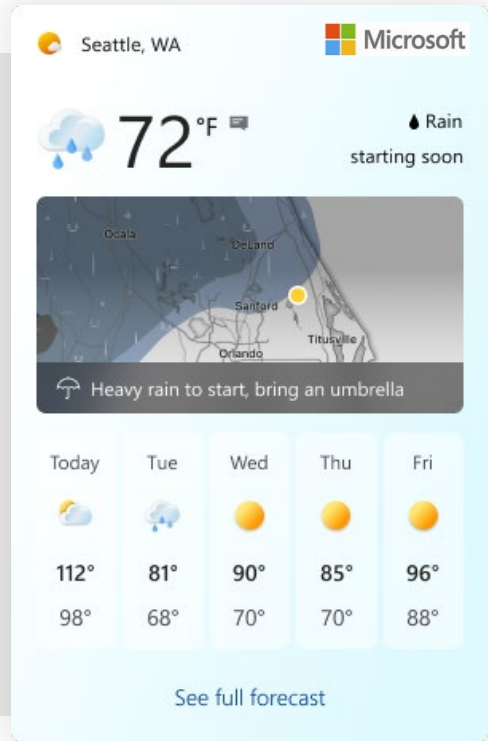 Seattle, WA
Microsoft
72°F
Rain
starting soon
Ocala
DeLand
Sanford
Titusville
Orlando
Heavy rain to start, bring an umbrella
Today Tue Wed Thu Fri
112° 81° 90° 85° 96°
98° 68° 70° 70° 88°
See full forecast